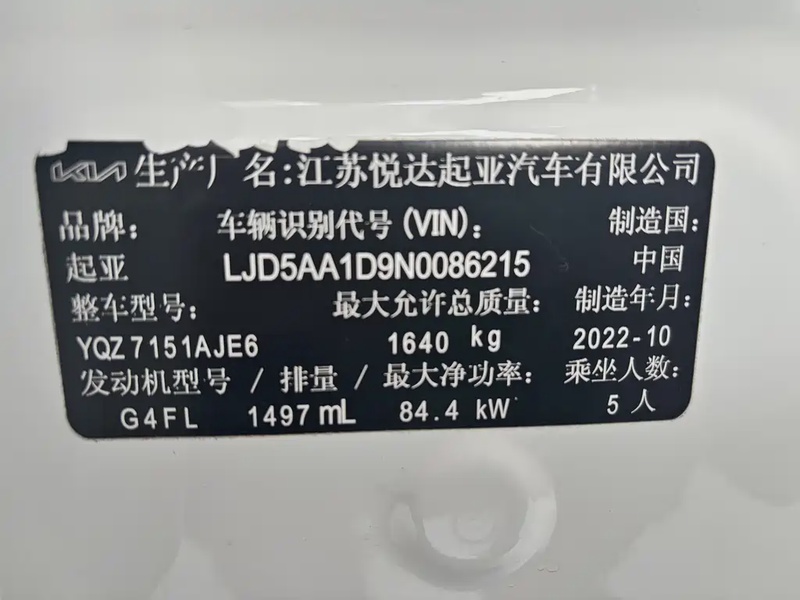 KIA 生产厂名:江苏悦达起亚汽车有限公司
品牌: 车辆识别代号(VIN): 制造国:
起亚 LJD5AA1D9N0086215 中国
整车型号: 最大允许总质量: 制造年月:
YQZ7151AJE6 1640 kg 2022-10
发动机型号 / 排量 / 最大净功率: 乘坐人数:
G4FL 1497 mL 84.4 kW 5 人